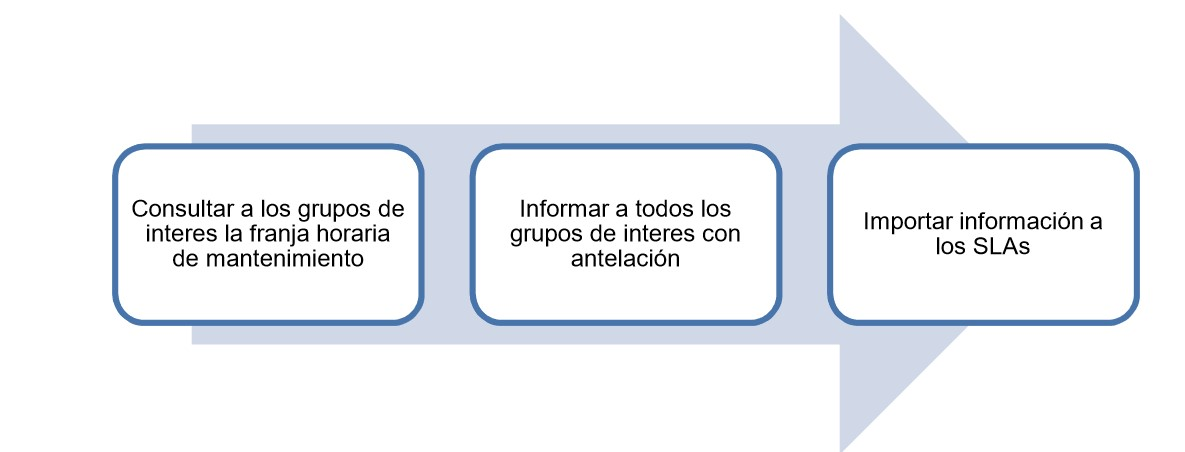 Consultar a los grupos de
interes la franja horaria
de mantenimiento
Informar a todos los
grupos de interes con
antelación
Importar información a
los SLAs